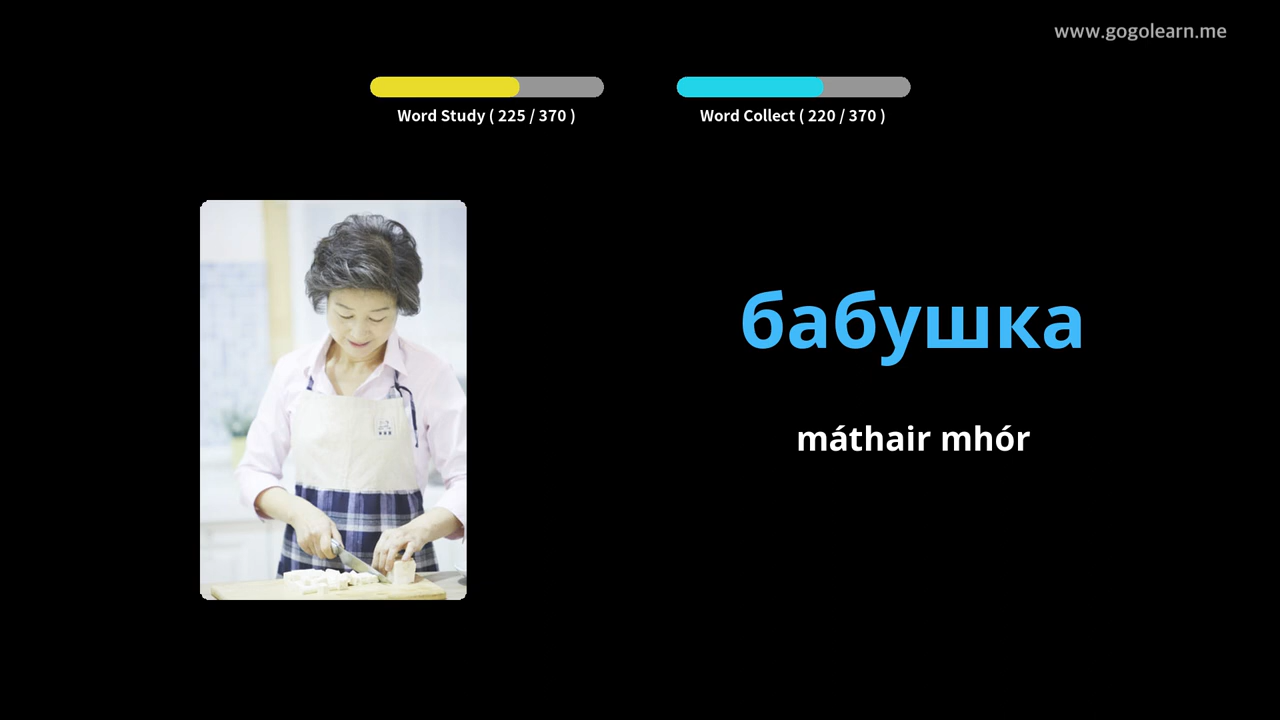 www.gogolearn.me
Word Study ( 225 / 370 )
Word Collect ( 220 / 370 )
бабушка
máthair mhór